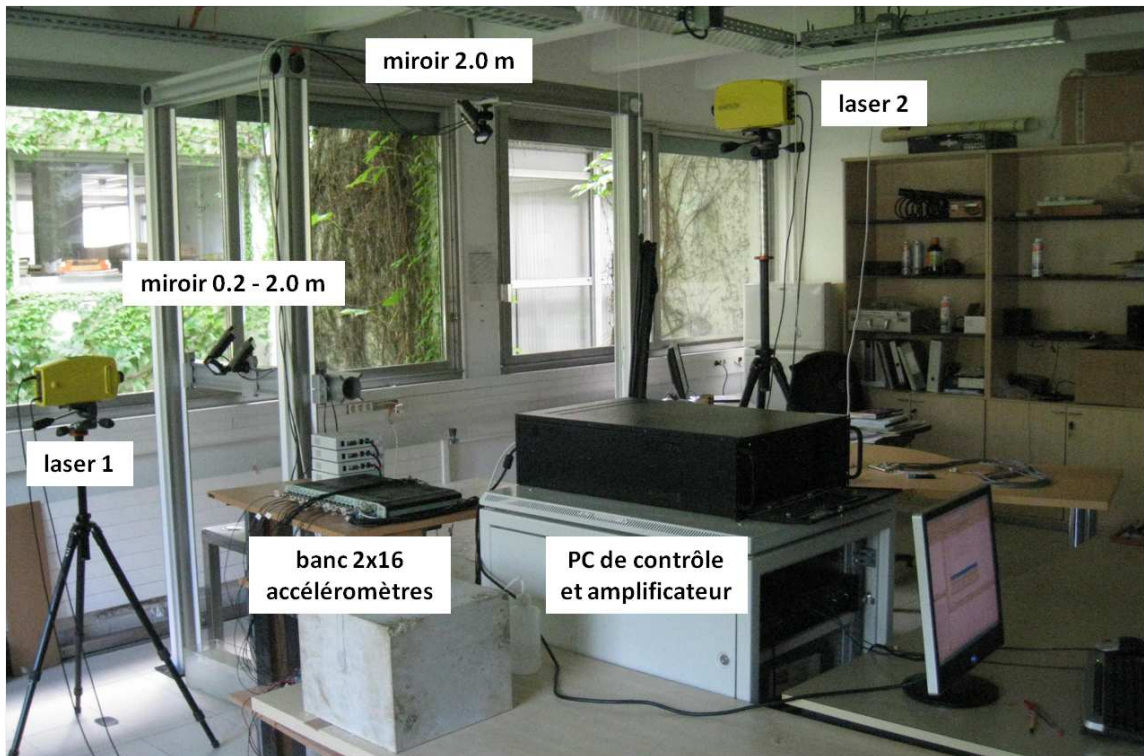 miroir 2.0 m
laser 2
miroir 0.2 - 2.0 m
laser 1
banc 2x16
accéléromètres
PC de contrôle
et amplificateur